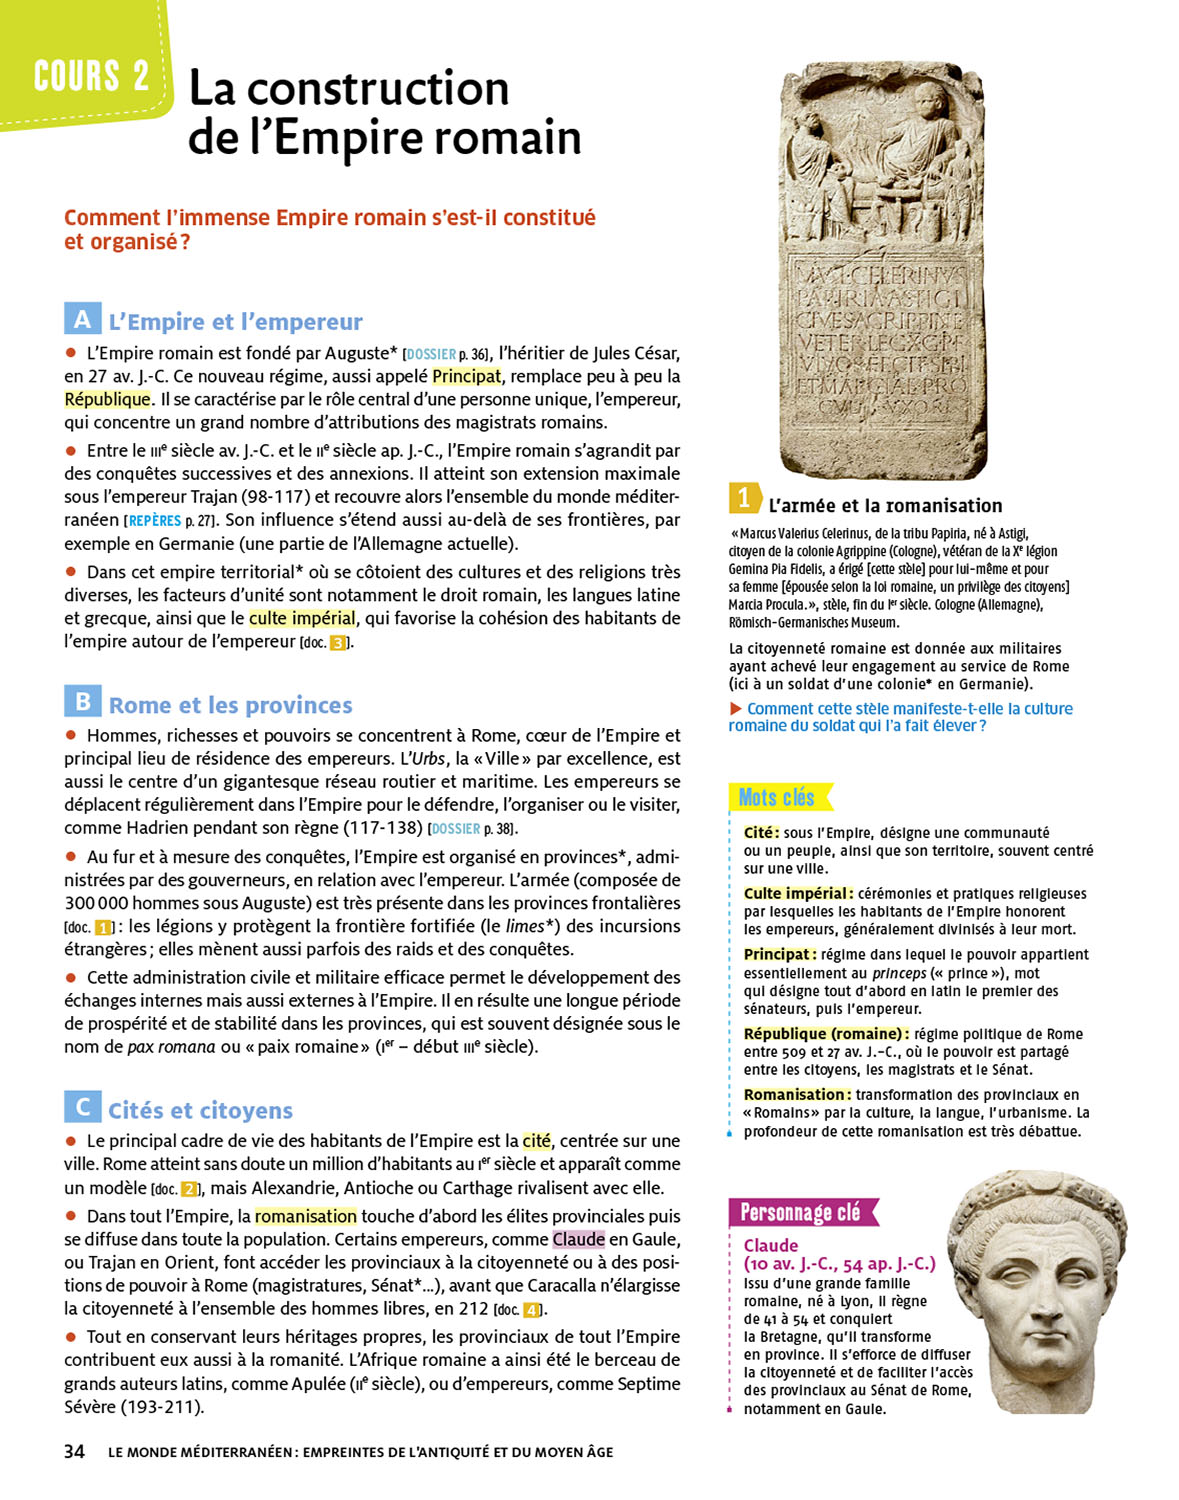 COURS 2
La construction
de l'Empire romain
Comment l'immense Empire romain s'est-il constitué
et organisé ?
A L'Empire et l'empereur
• L'Empire romain est fondé par Auguste* [DOSSIER p. 36], l'héritier de Jules César,
en 27 av. J.-C. Ce nouveau régime, aussi appelé Principat, remplace peu à peu la
République. Il se caractérise par le rôle central d'une personne unique, l'empereur,
qui concentre un grand nombre d'attributions des magistrats romains.
• Entre le IIIe siècle av. J.-C. et le IIe siècle ap. J.-C., l'Empire romain s'agrandit par
des conquêtes successives et des annexions. Il atteint son extension maximale
sous l'empereur Trajan (98-117) et recouvre alors l'ensemble du monde méditer-
ranéen [REPÈRES p. 27]. Son influence s'étend aussi au-delà de ses frontières, par
exemple en Germanie (une partie de l'Allemagne actuelle).
• Dans cet empire territorial* où se côtoient des cultures et des religions très
diverses, les facteurs d'unité sont notamment le droit romain, les langues latine
et grecque, ainsi que le culte impérial, qui favorise la cohésion des habitants de
l'empire autour de l'empereur [doc. 3].
B Rome et les provinces
• Hommes, richesses et pouvoirs se concentrent à Rome, cœur de l'Empire et
principal lieu de résidence des empereurs. L'Urbs, la « Ville » par excellence, est
aussi le centre d'un gigantesque réseau routier et maritime. Les empereurs se
déplacent régulièrement dans l'Empire pour le défendre, l'organiser ou le visiter,
comme Hadrien pendant son règne (117-138) [DOSSIER p. 38].
• Au fur et à mesure des conquêtes, l'Empire est organisé en provinces*, admi-
nistrées par des gouverneurs, en relation avec l'empereur. L'armée (composée de
300 000 hommes sous Auguste) est très présente dans les provinces frontalières
[doc. 1] : les légions y protègent la frontière fortifiée (le limes*) des incursions
étrangères ; elles mènent aussi parfois des raids et des conquêtes.
• Cette administration civile et militaire efficace permet le développement des
échanges internes mais aussi externes à l'Empire. Il en résulte une longue période
de prospérité et de stabilité dans les provinces, qui est souvent désignée sous le
nom de pax romana ou « paix romaine » (Ier – début IIIe siècle).
C Cités et citoyens
• Le principal cadre de vie des habitants de l'Empire est la cité, centrée sur une
ville. Rome atteint sans doute un million d'habitants au Ier siècle et apparaît comme
un modèle [doc. 2], mais Alexandrie, Antioche ou Carthage rivalisent avec elle.
• Dans tout l'Empire, la romanisation touche d'abord les élites provinciales puis
se diffuse dans toute la population. Certains empereurs, comme Claude en Gaule,
ou Trajan en Orient, font accéder les provinciaux à la citoyenneté ou à des posi-
tions de pouvoir à Rome (magistratures, Sénat*...), avant que Caracalla n'élargisse
la citoyenneté à l'ensemble des hommes libres, en 212 [doc. 4].
• Tout en conservant leurs héritages propres, les provinciaux de tout l'Empire
contribuent eux aussi à la romanité. L'Afrique romaine a ainsi été le berceau de
grands auteurs latins, comme Apulée (IIe siècle), ou d'empereurs, comme Septime
Sévère (193-211).
1 L'armée et la romanisation
« Marcus Valerius Celerinus, de la tribu Papiria, né à Astigi,
citoyen de la colonie Agrippine (Cologne), vétéran de la Xe légion
Gemina Pia Fidelis, a érigé [cette stèle] pour lui-même et pour
sa femme [épousée selon la loi romaine, un privilège des citoyens]
Marcia Procula. », stèle, fin du Ier siècle. Cologne (Allemagne),
Römisch-Germanisches Museum.
La citoyenneté romaine est donnée aux militaires
ayant achevé leur engagement au service de Rome
(ici à un soldat d'une colonie* en Germanie).
▶ Comment cette stèle manifeste-t-elle la culture
romaine du soldat qui l'a fait élever ?
Mots clés
Cité : sous l'Empire, désigne une communauté
ou un peuple, ainsi que son territoire, souvent centré
sur une ville.
Culte impérial : cérémonies et pratiques religieuses
par lesquelles les habitants de l'Empire honorent
les empereurs, généralement divinisés à leur mort.
Principat : régime dans lequel le pouvoir appartient
essentiellement au princeps (« prince »), mot
qui désigne tout d'abord en latin le premier des
sénateurs, puis l'empereur.
République (romaine) : régime politique de Rome
entre 509 et 27 av. J.-C., où le pouvoir est partagé
entre les citoyens, les magistrats et le Sénat.
Romanisation : transformation des provinciaux en
« Romains » par la culture, la langue, l'urbanisme. La
profondeur de cette romanisation est très débattue.
Personnage clé
Claude
(10 av. J.-C., 54 ap. J.-C.)
Issu d'une grande famille
romaine, né à Lyon, il règne
de 41 à 54 et conquiert
la Bretagne, qu'il transforme
en province. Il s'efforce de diffuser
la citoyenneté et de faciliter l'accès
des provinciaux au Sénat de Rome,
notamment en Gaule.
34 LE MONDE MÉDITERRANÉEN : EMPREINTES DE L'ANTIQUITÉ ET DU MOYEN ÂGE